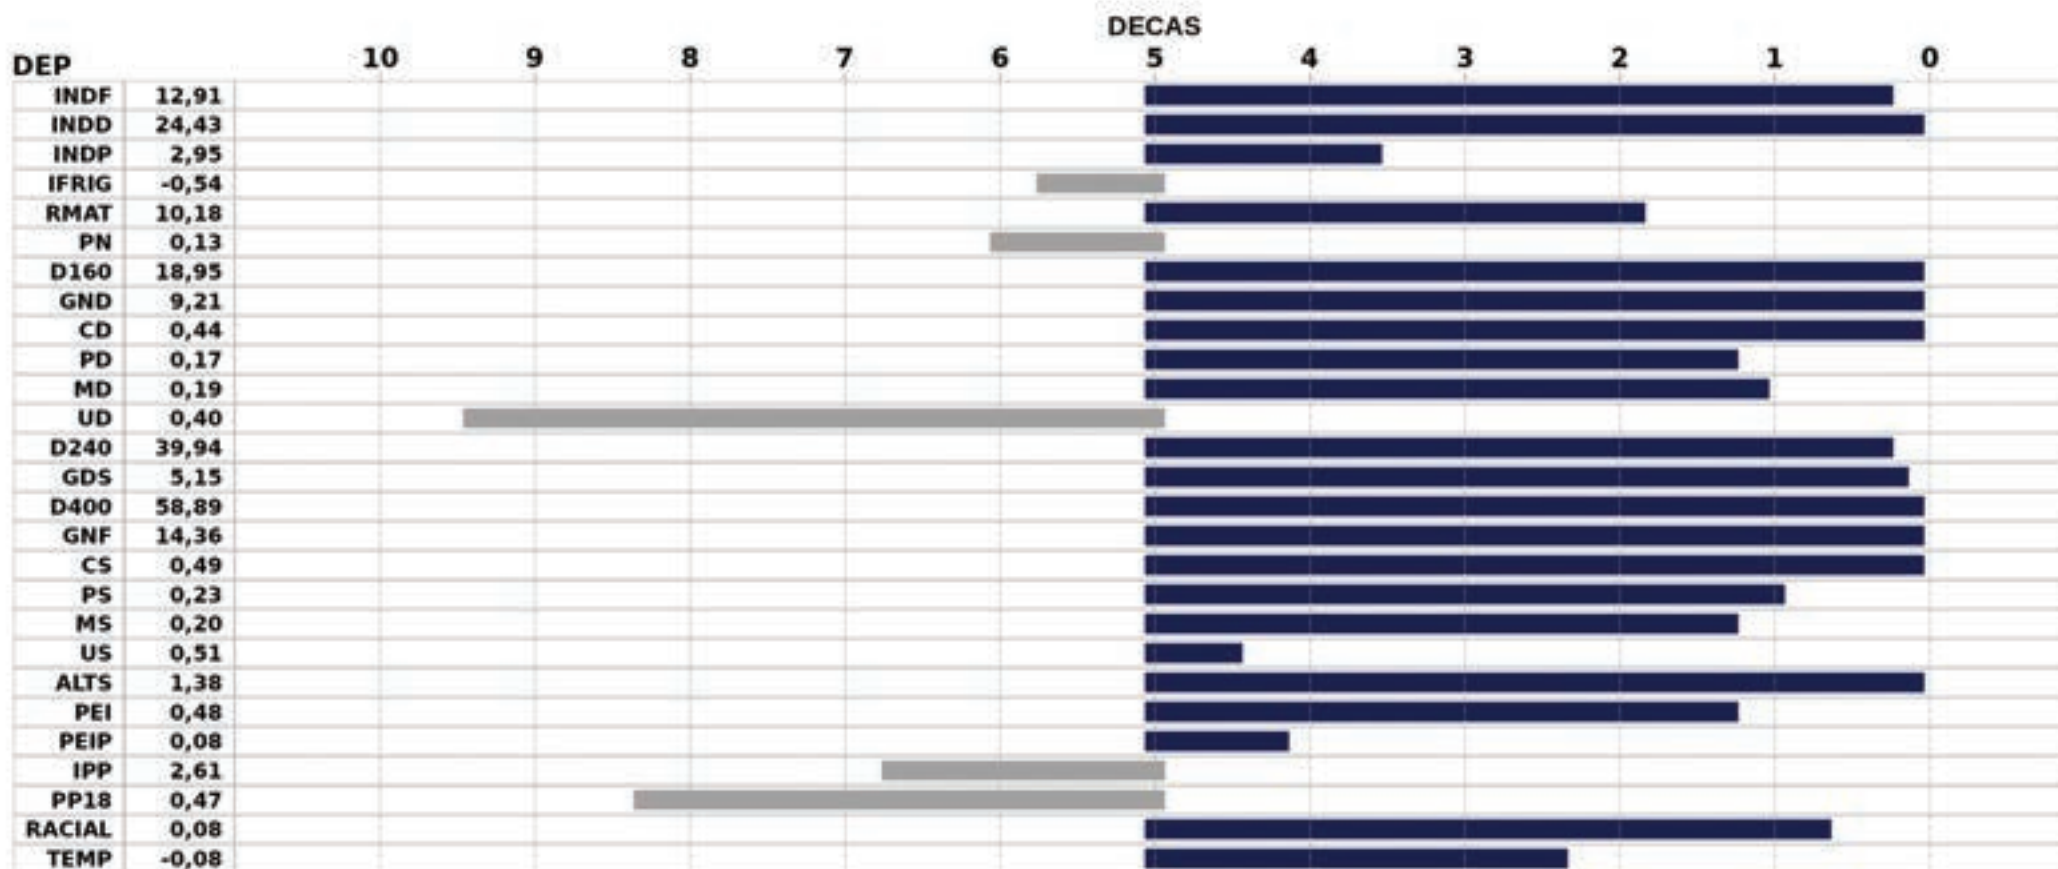 DECAS
DEP 10 9 8 7 6 5 4 3 2 1 0
INDF 12,91
INDD 24,43
INDP 2,95
IFRIG -0,54
RMAT 10,18
PN 0,13
D160 18,95
GND 9,21
CD 0,44
PD 0,17
MD 0,19
UD 0,40
D240 39,94
GDS 5,15
D400 58,89
GNF 14,36
CS 0,49
PS 0,23
MS 0,20
US 0,51
ALTS 1,38
PEI 0,48
PEIP 0,08
IPP 2,61
PP18 0,47
RACIAL 0,08
TEMP -0,08